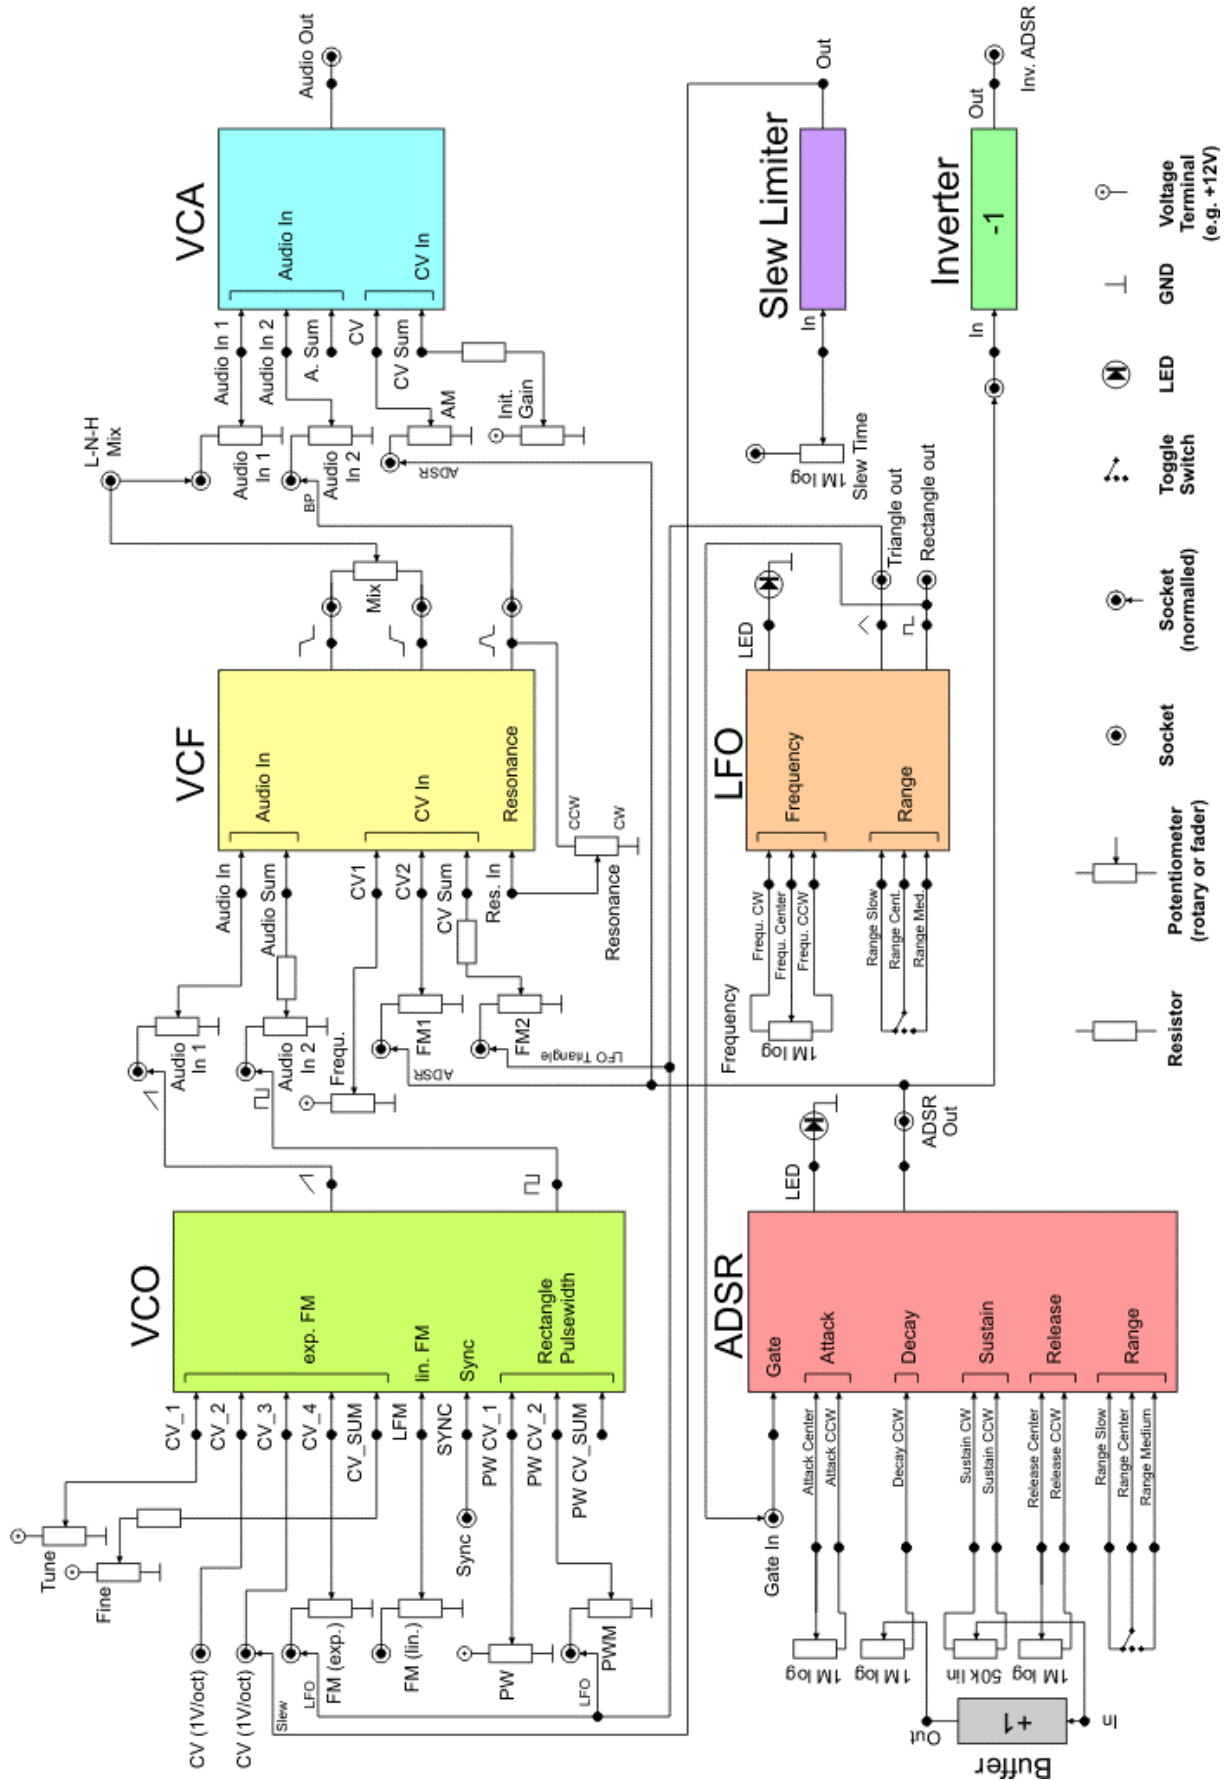 VCO
CV_1
CV_2
CV_3
CV_4
CV_SUM
LFM
SYNC
PW CV_1
PW CV_2
PW CV_SUM
exp. FM
lin. FM
Sync
Rectangle
Pulsewidth
Tune
Fine
CV (1V/oct)
CV (1V/oct)
Slew
LFO
FM (exp.)
FM (lin.)
Sync
PW
LFO
PWM
VCF
Audio In
Audio Sum
CV1
CV2
CV Sum
Res. In
Audio In
CV In
Resonance
Audio
In 1
Audio
In 2
Frequ.
FM1
ADSR
FM2
LFO Triangle
CCW
CW
Resonance
Mix
L-N-H
Mix
VCA
Audio In 1
Audio In 2
A. Sum
CV
CV Sum
Audio In
CV In
Audio
In 1
BP
Audio
In 2
AM
ADSR
Init.
Gain
Audio Out
ADSR
Gate
Attack
Decay
Sustain
Release
Range
Gate In
Attack Center
Attack CCW
Decay CCW
Sustain CW
Sustain CCW
Release Center
Release CCW
Range Slow
Range Center
Range Medium
1M log
1M log
50k lin
1M log
Buffer
+1
Out
In
LED
ADSR
Out
LFO
Frequency
Range
Frequency
Frequ. CW
Frequ. Center
Frequ. CCW
Range Slow
Range Cent.
Range Med.
1M log
LED
Triangle out
Rectangle out
Slew Limiter
In
Out
1M log
Slew Time
Inverter
-1
In
Out
Inv. ADSR
Resistor
Potentiometer
(rotary or fader)
Socket
Socket
(normalled)
Toggle
Switch
LED
GND
Voltage
Terminal
(e.g. +12V)